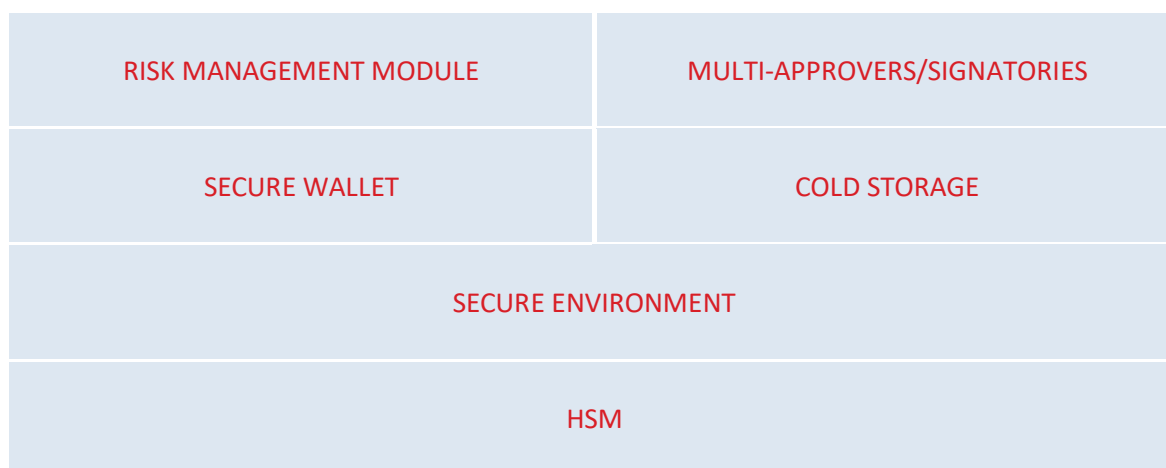 RISK MANAGEMENT MODULE
MULTI-APPROVERS/SIGNATORIES
SECURE WALLET
COLD STORAGE
SECURE ENVIRONMENT
HSM